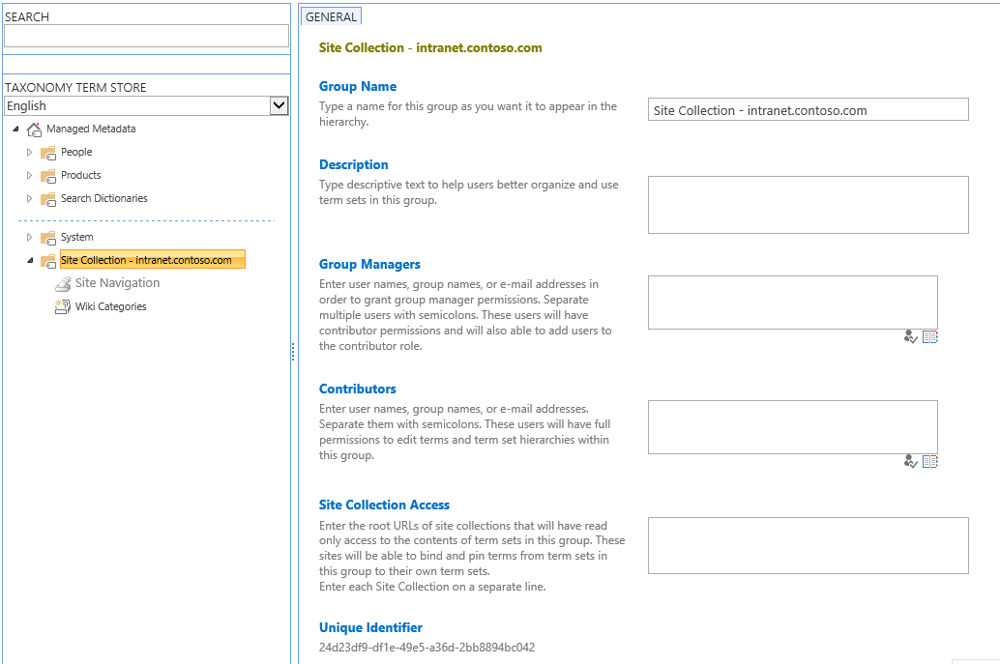 SEARCH
TAXONOMY TERM STORE
English
Managed Metadata
People
Products
Search Dictionaries
System
Site Collection - intranet.contoso.com
Site Navigation
Wiki Categories
GENERAL
Site Collection - intranet.contoso.com
Group Name
Type a name for this group as you want it to appear in the
hierarchy.
Site Collection - intranet.contoso.com
Description
Type descriptive text to help users better organize and use
term sets in this group.
Group Managers
Enter user names, group names, or e-mail addresses in
order to grant group manager permissions. Separate
multiple users with semicolons. These users will have
contributor permissions and will also able to add users to
the contributor role.
Contributors
Enter user names, group names, or e-mail addresses.
Separate them with semicolons. These users will have full
permissions to edit terms and term set hierarchies within
this group.
Site Collection Access
Enter the root URLs of site collections that will have read
only access to the contents of term sets in this group. These
sites will be able to bind and pin terms from term sets in
this group to their own term sets.
Enter each Site Collection on a separate line.
Unique Identifier
24d23df9-df1e-49e5-a36d-2bb8894bc042